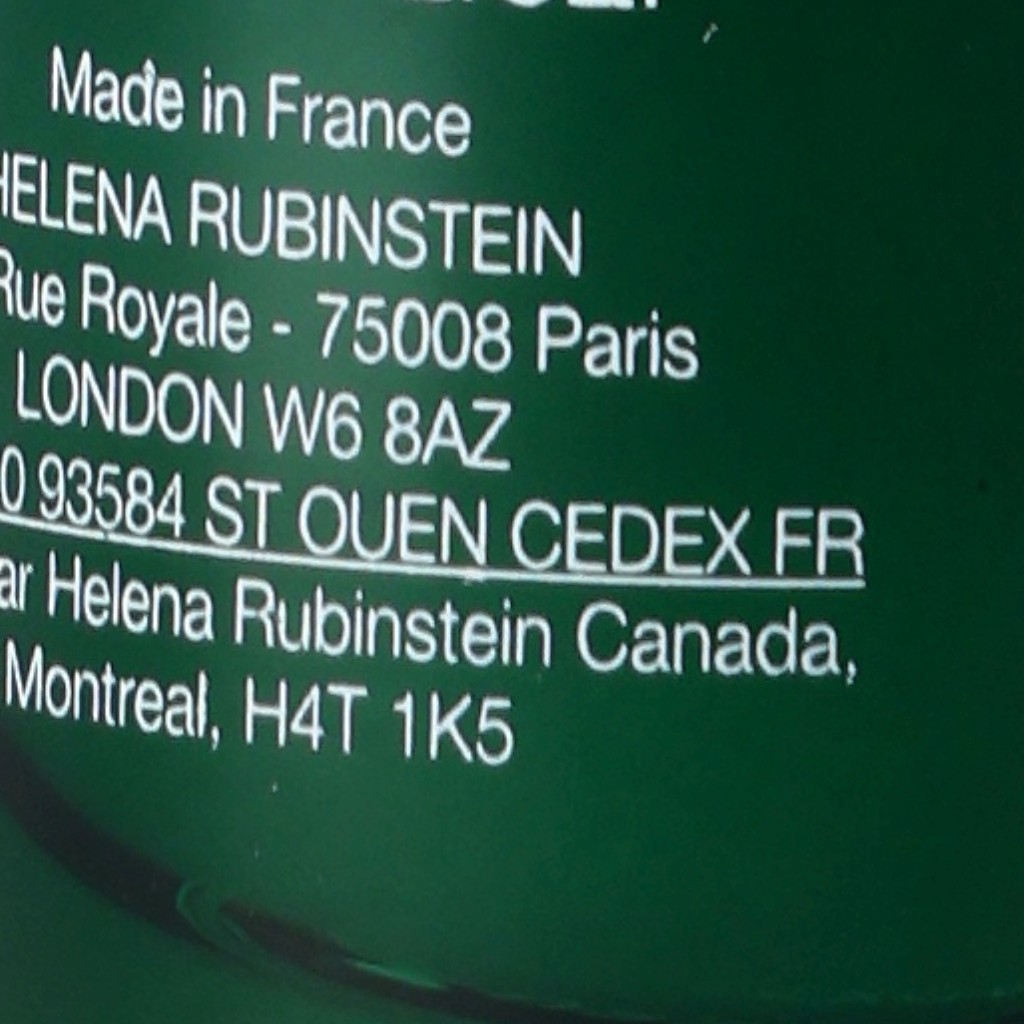 Made in France
HELENA RUBINSTEIN
Rue Royale - 75008 Paris
LONDON W6 8AZ
0 93584 ST OUEN CEDEX FR
ar Helena Rubinstein Canada,
Montreal, H4T 1K5